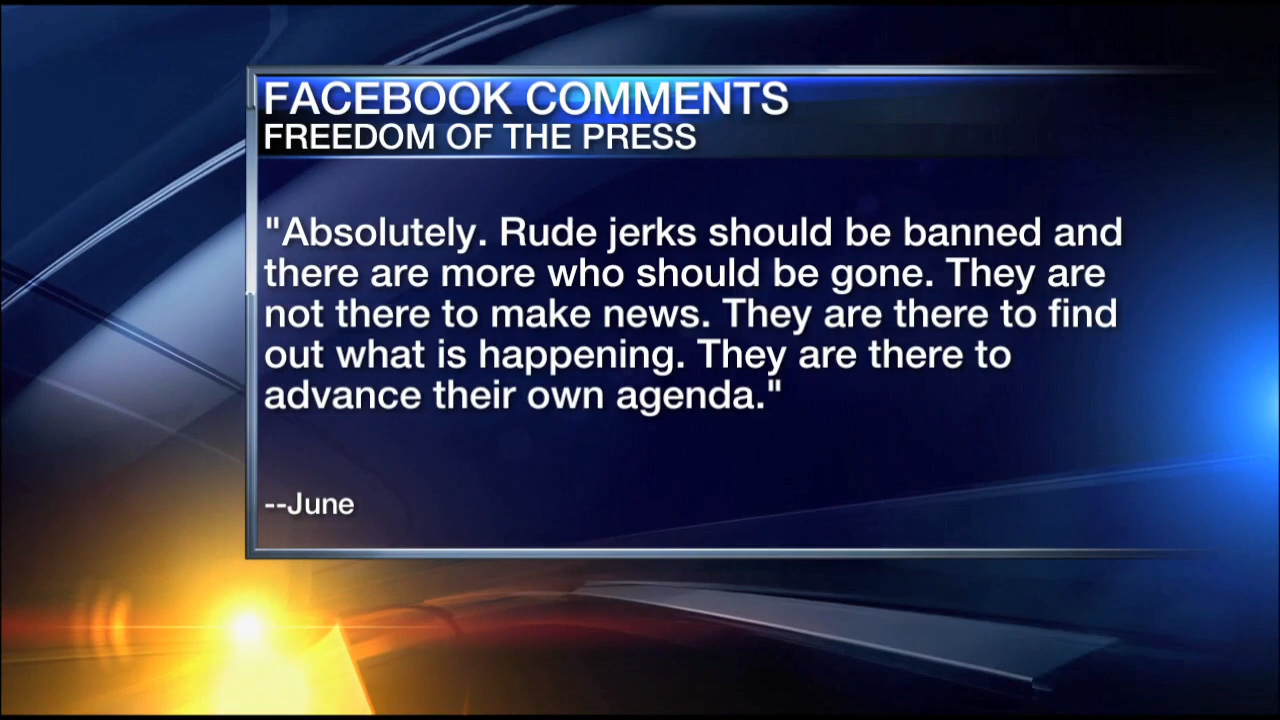 FACEBOOK COMMENTS
FREEDOM OF THE PRESS
"Absolutely. Rude jerks should be banned and
there are more who should be gone. They are
not there to make news. They are there to find
out what is happening. They are there to
advance their own agenda."
--June